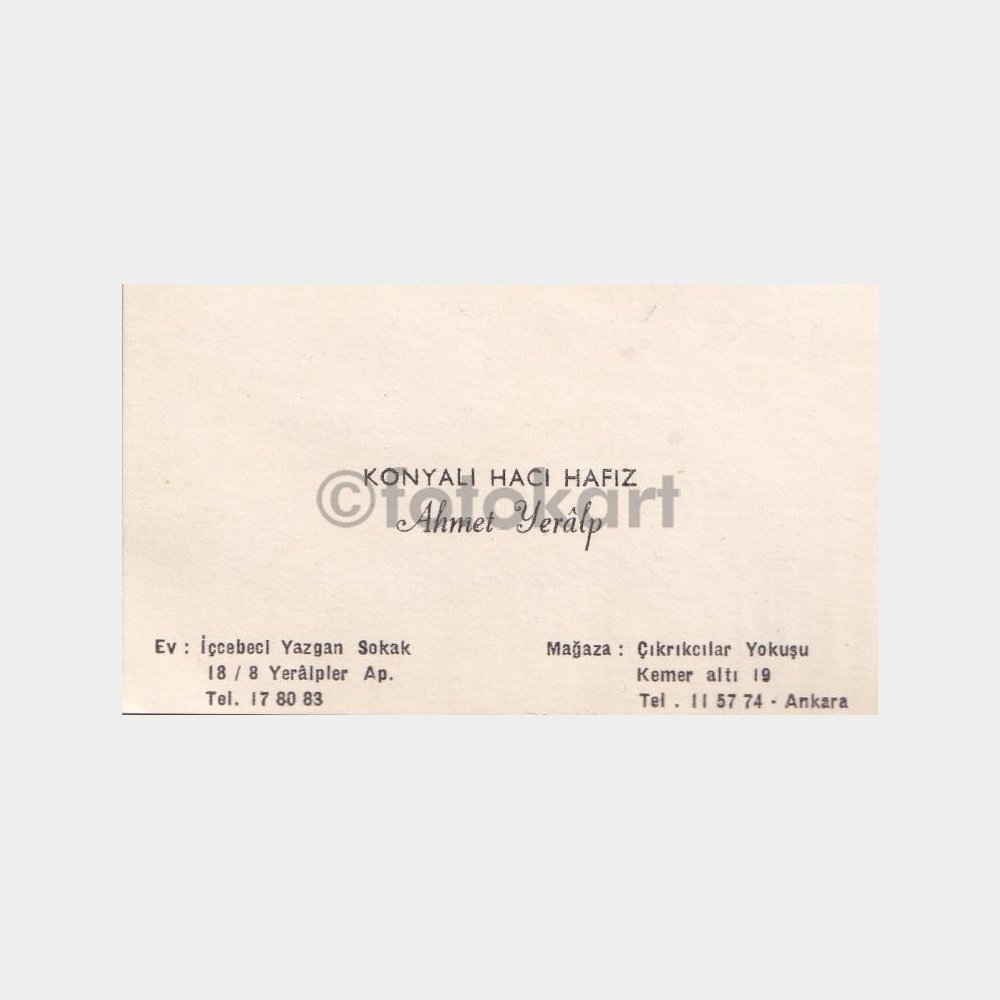 KONYALI HACI HAFIZ
©fotokart
Ahmet Yerâlp
Ev : İçcebeci Yazgan Sokak
18 / 8 Yerâlpler Ap.
Tel. 17 80 83
Mağaza : Çıkrıkcılar Yokuşu
Kemer altı 19
Tel . 11 57 74 - Ankara